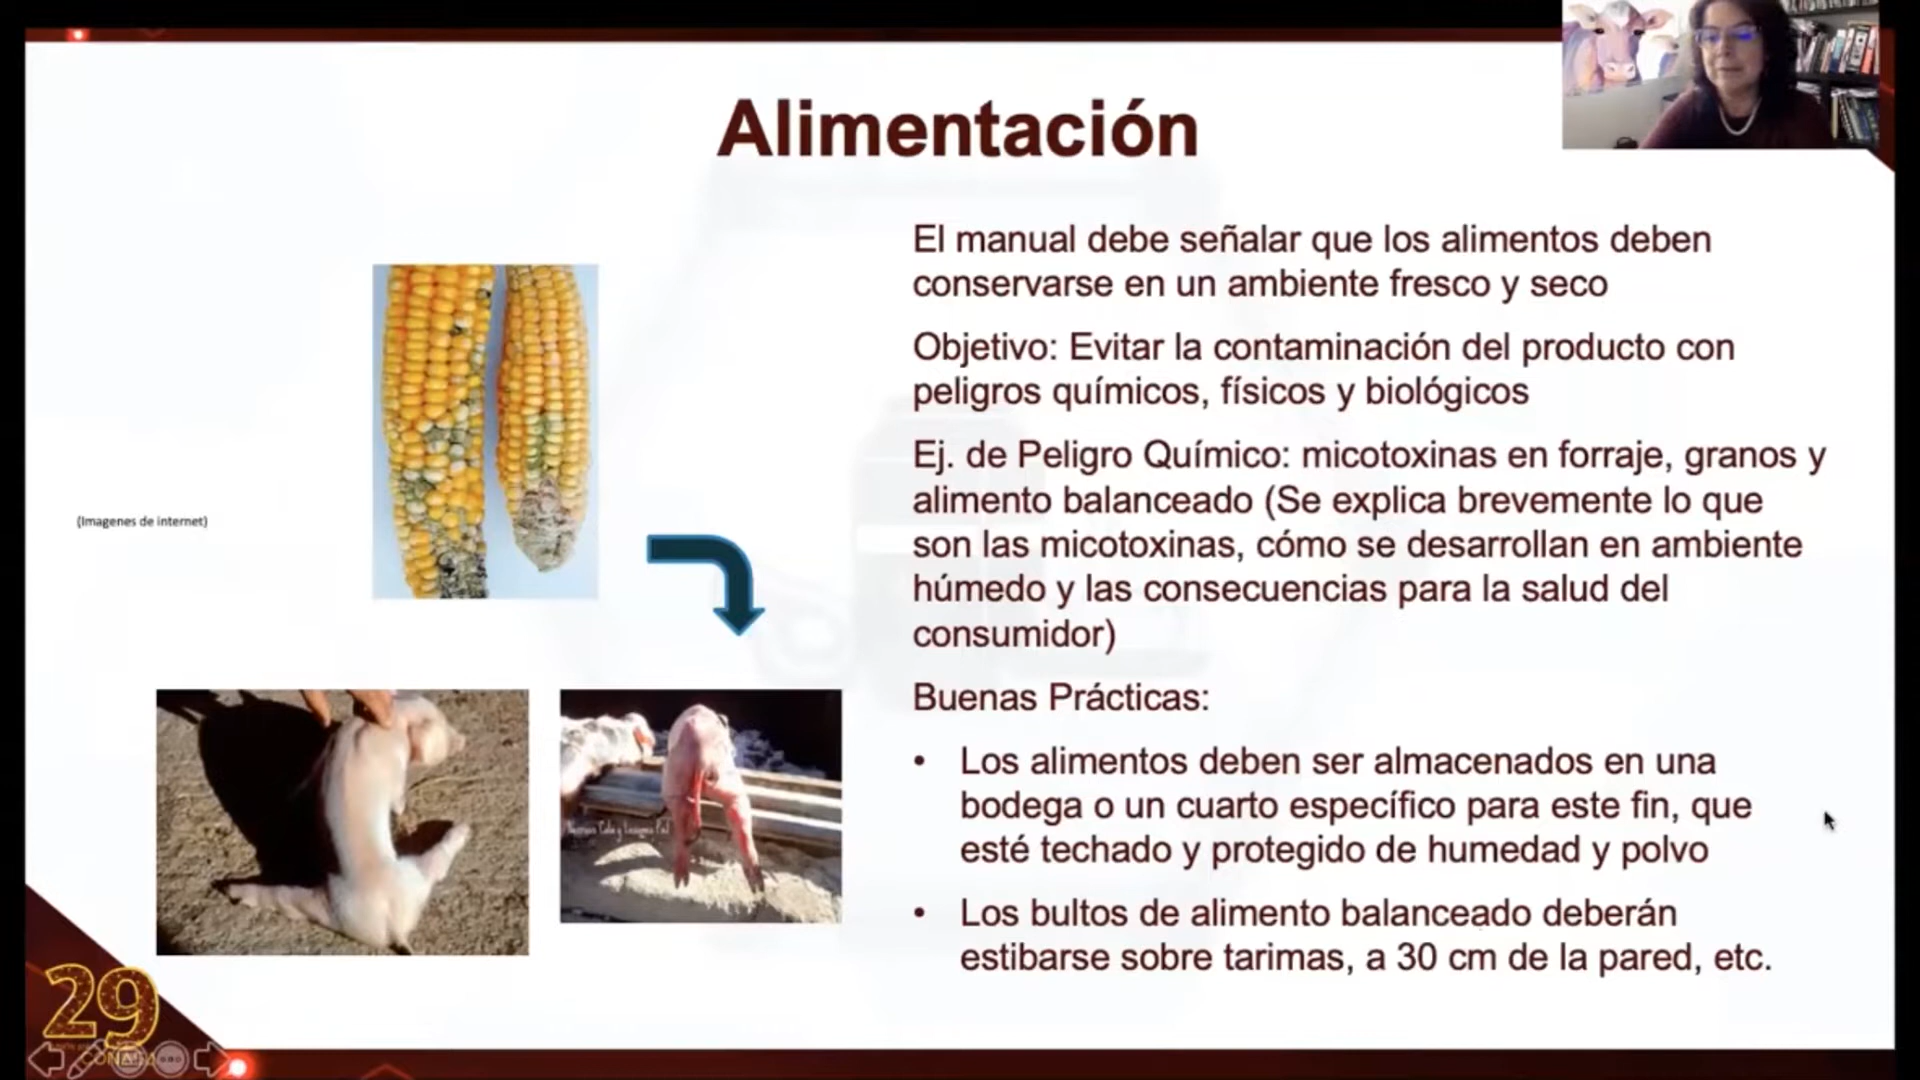 Alimentación
El manual debe señalar que los alimentos deben
conservarse en un ambiente fresco y seco
Objetivo: Evitar la contaminación del producto con
peligros químicos, físicos y biológicos
Ej. de Peligro Químico: micotoxinas en forraje, granos y
alimento balanceado (Se explica brevemente lo que
son las micotoxinas, cómo se desarrollan en ambiente
húmedo y las consecuencias para la salud del
consumidor)
Buenas Prácticas:
• Los alimentos deben ser almacenados en una
bodega o un cuarto específico para este fin, que
esté techado y protegido de humedad y polvo
• Los bultos de alimento balanceado deberán
estibarse sobre tarimas, a 30 cm de la pared, etc.
(Imagenes de internet)
29